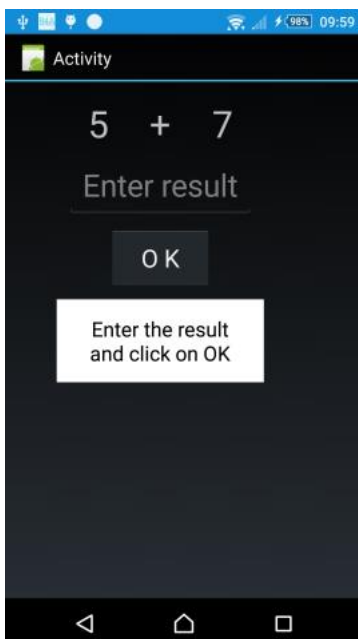 98% 09:59
Activity
5 + 7
Enter result
OK
Enter the result
and click on OK